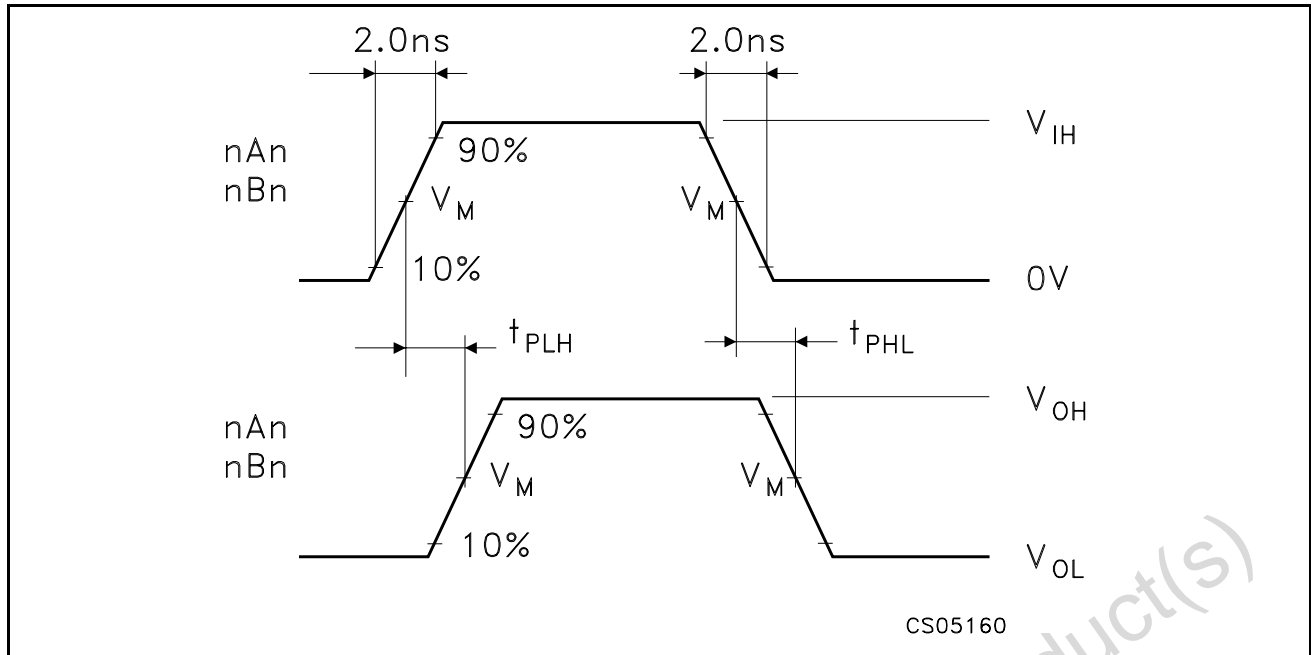 2.0ns 2.0ns
nAn
nBn
90%
V_M V_M
10%
V_IH
0V
t_PLH t_PHL
nAn
nBn
90%
V_M V_M
10%
V_OH
V_OL
CS05160